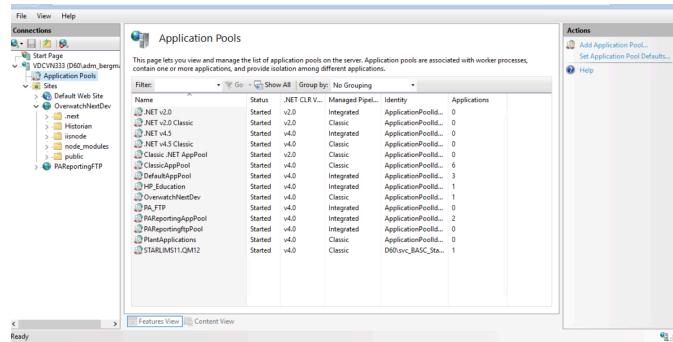 File View Help
Connections
Start Page
VDCVN333 (D60\adm_bergm
Application Pools
Sites
Default Web Site
OverwatchNextDev
.next
Historian
iisnode
node_modules
public
PAReportingFTP
Application Pools
This page lets you view and manage the list of application pools on the server. Application pools are associated with worker processes,
contain one or more applications, and provide isolation among different applications.
Filter: Go Show All Group by: No Grouping
Name Status .NET CLR V... Managed Pipel... Identity Applications
.NET v2.0 Started v2.0 Integrated ApplicationPoolId... 0
.NET v2.0 Classic Started v2.0 Classic ApplicationPoolId... 0
.NET v4.5 Started v4.0 Integrated ApplicationPoolId... 0
.NET v4.5 Classic Started v4.0 Classic ApplicationPoolId... 0
Classic .NET AppPool Started v2.0 Classic ApplicationPoolId... 0
ClassicAppPool Started v4.0 Classic ApplicationPoolId... 6
DefaultAppPool Started v4.0 Integrated ApplicationPoolId... 3
HP_Education Started v4.0 Integrated ApplicationPoolId... 1
OverwatchNextDev Started v4.0 Classic ApplicationPoolId... 1
PA_FTP Started v4.0 Integrated ApplicationPoolId... 0
PAReportingAppPool Started v4.0 Integrated ApplicationPoolId... 2
PAReportingftpPool Started v4.0 Integrated ApplicationPoolId... 0
PlantApplications Started v4.0 Classic ApplicationPoolId... 0
STARLIMS11.QM12 Started v4.0 Classic D60\svc_BASC_Sta... 1
Features View Content View
Actions
Add Application Pool...
Set Application Pool Defaults...
Help
Ready